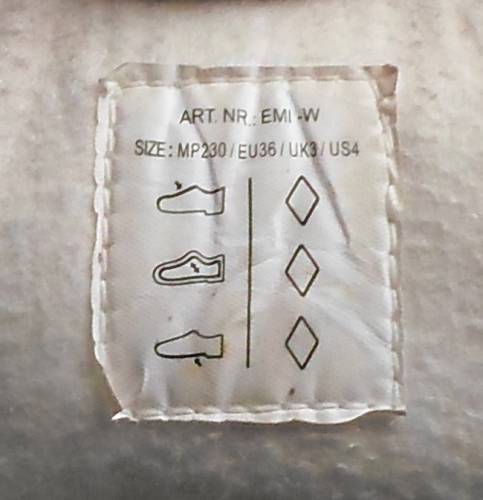 ART. NR.: EMI-W
SIZE: MP230/EU36/UK3/US4